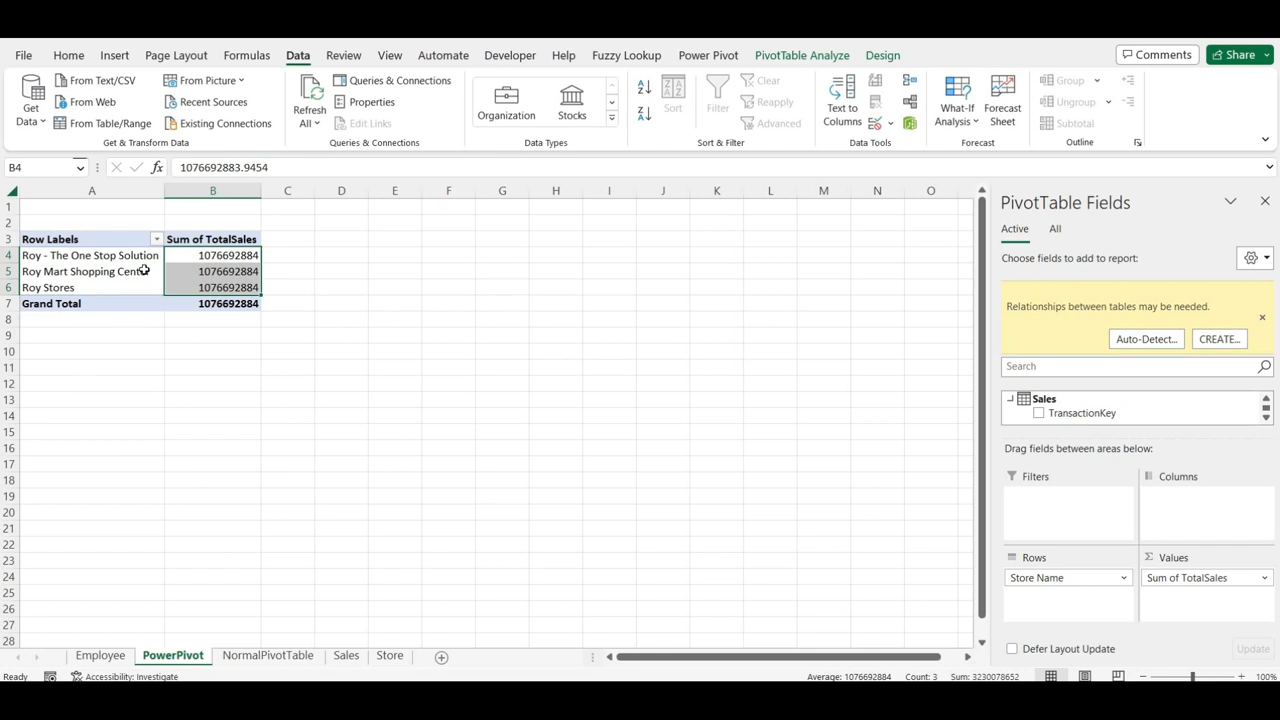 File Home Insert Page Layout Formulas Data Review View Automate Developer Help Fuzzy Lookup Power Pivot PivotTable Analyze Design Comments Share
Get Data
From Text/CSV
From Web
From Table/Range
From Picture
Recent Sources
Existing Connections
Get & Transform Data
Refresh All
Queries & Connections
Properties
Edit Links
Queries & Connections
Organization
Stocks
Data Types
Sort
Filter
Clear
Reapply
Advanced
Sort & Filter
Text to Columns
Data Tools
What-If Analysis
Forecast Sheet
Forecast
Group
Ungroup
Subtotal
Outline
B4 fx 1076692883.9454
A B C D E F G H I J K L M N O
1
2
3 Row Labels Sum of TotalSales
4 Roy - The One Stop Solution 1076692884
5 Roy Mart Shopping Cent 1076692884
6 Roy Stores 1076692884
7 Grand Total 1076692884
8
9
10
11
12
13
14
15
16
17
18
19
20
21
22
23
24
25
26
27
28
PivotTable Fields
Active All
Choose fields to add to report:
Relationships between tables may be needed.
Auto-Detect... CREATE...
Search
Sales
TransactionKey
Drag fields between areas below:
Filters Columns
Rows Values
Store Name Sum of TotalSales
Defer Layout Update Update
Employee PowerPivot NormalPivotTable Sales Store
Ready Accessibility: Investigate Average: 1076692884 Count: 3 Sum: 3230078652 100%